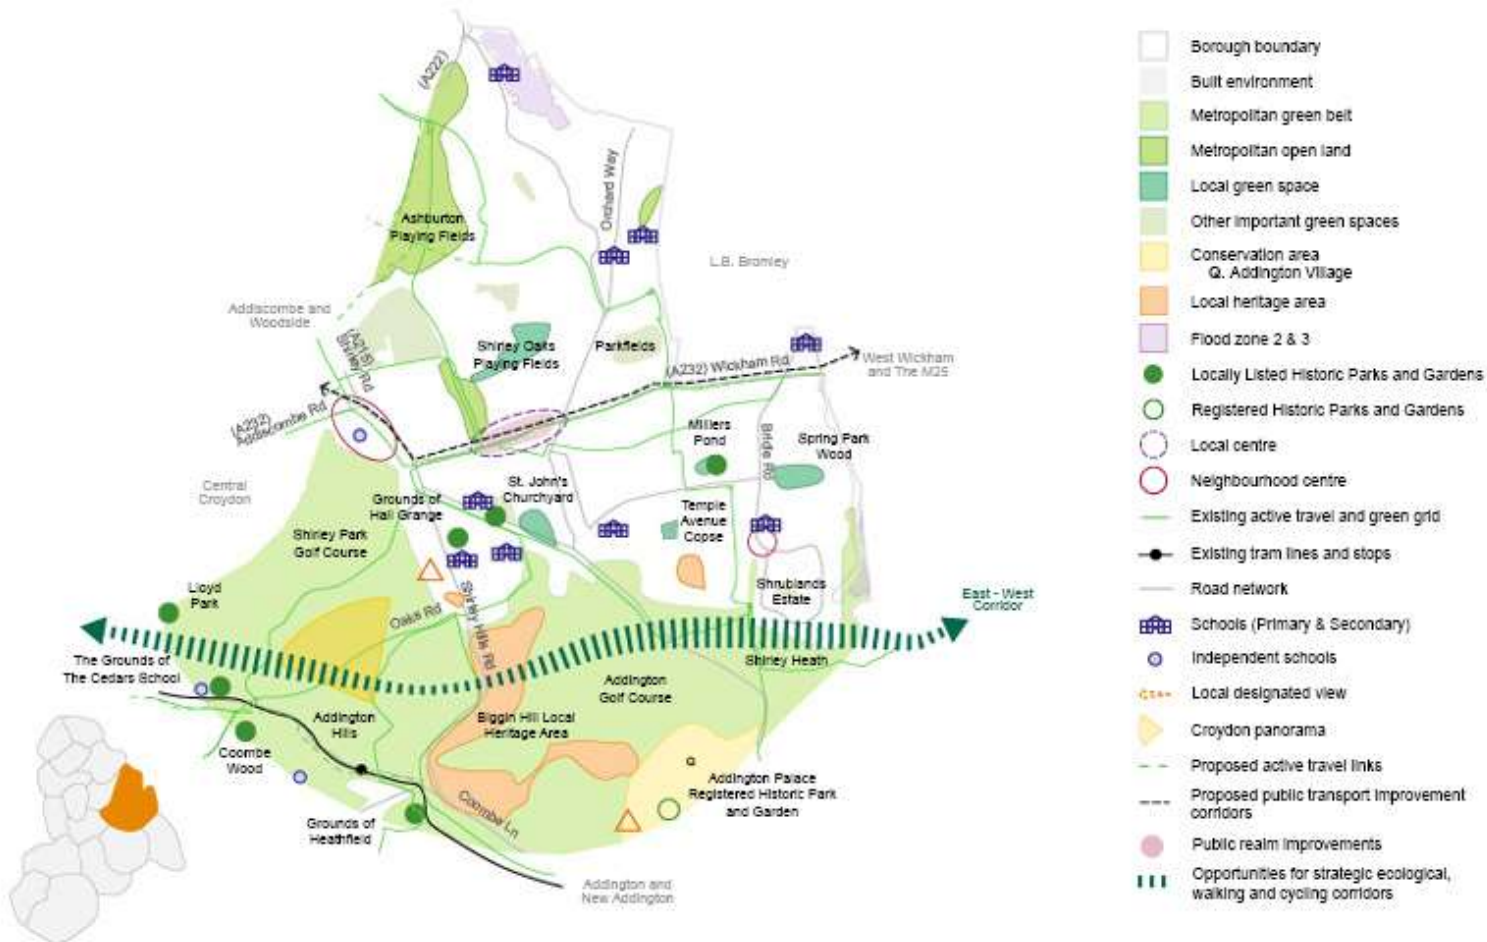 (A222)
Orchard Way
Ashburton
Playing Fields
L.B. Bromley
Addiscombe and
Woodside
(A215)
Shirley Rd
Shirley Oaks
Playing Fields
Parkfields
(A232) Wickham Rd
West Wickham
and The M25
(A232)
Addiscombe Rd
Millers
Pond
Bridle Rd
Spring Park
Wood
Central
Croydon
Grounds of
Hall Grange
St. John's
Churchyard
Temple
Avenue
Copse
Shirley Park
Golf Course
Lloyd
Park
Shrublands
Estate
East - West
Corridor
Oaks Rd
Shirley Hills Rd
The Grounds of
The Cedars School
Shirley Heath
Addington
Golf Course
Addington
Hills
Biggin Hill Local
Heritage Area
Coombe
Wood
Q
Addington Palace
Registered Historic Park
and Garden
Coombe Ln
Grounds of
Heathfield
Addington and
New Addington
Borough boundary
Built environment
Metropolitan green belt
Metropolitan open land
Local green space
Other important green spaces
Conservation area
Q. Addington Village
Local heritage area
Flood zone 2 & 3
Locally Listed Historic Parks and Gardens
Registered Historic Parks and Gardens
Local centre
Neighbourhood centre
Existing active travel and green grid
Existing tram lines and stops
Road network
Schools (Primary & Secondary)
Independent schools
Local designated view
Croydon panorama
Proposed active travel links
Proposed public transport improvement
corridors
Public realm improvements
Opportunities for strategic ecological,
walking and cycling corridors